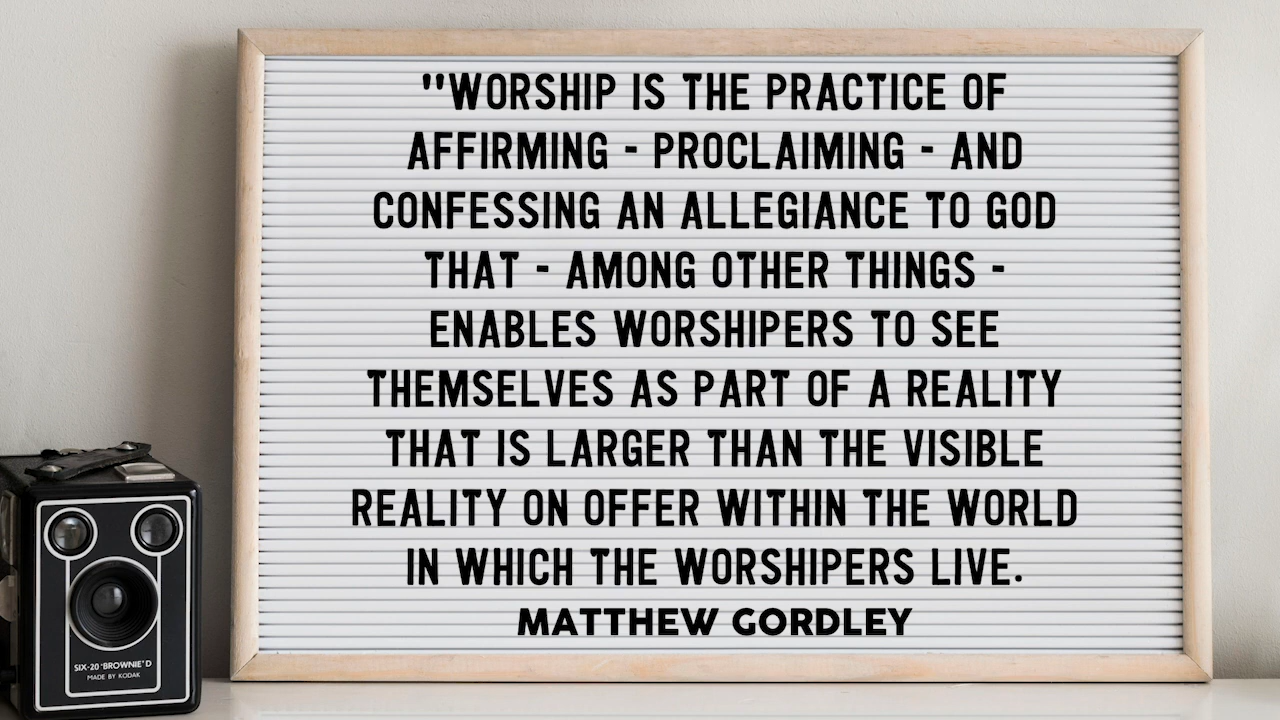 "WORSHIP IS THE PRACTICE OF
AFFIRMING - PROCLAIMING - AND
CONFESSING AN ALLEGIANCE TO GOD
THAT - AMONG OTHER THINGS -
ENABLES WORSHIPERS TO SEE
THEMSELVES AS PART OF A REALITY
THAT IS LARGER THAN THE VISIBLE
REALITY ON OFFER WITHIN THE WORLD
IN WHICH THE WORSHIPERS LIVE.
MATTHEW GORDLEY
SIX-20 'BROWNIE' D
MADE BY KODAK